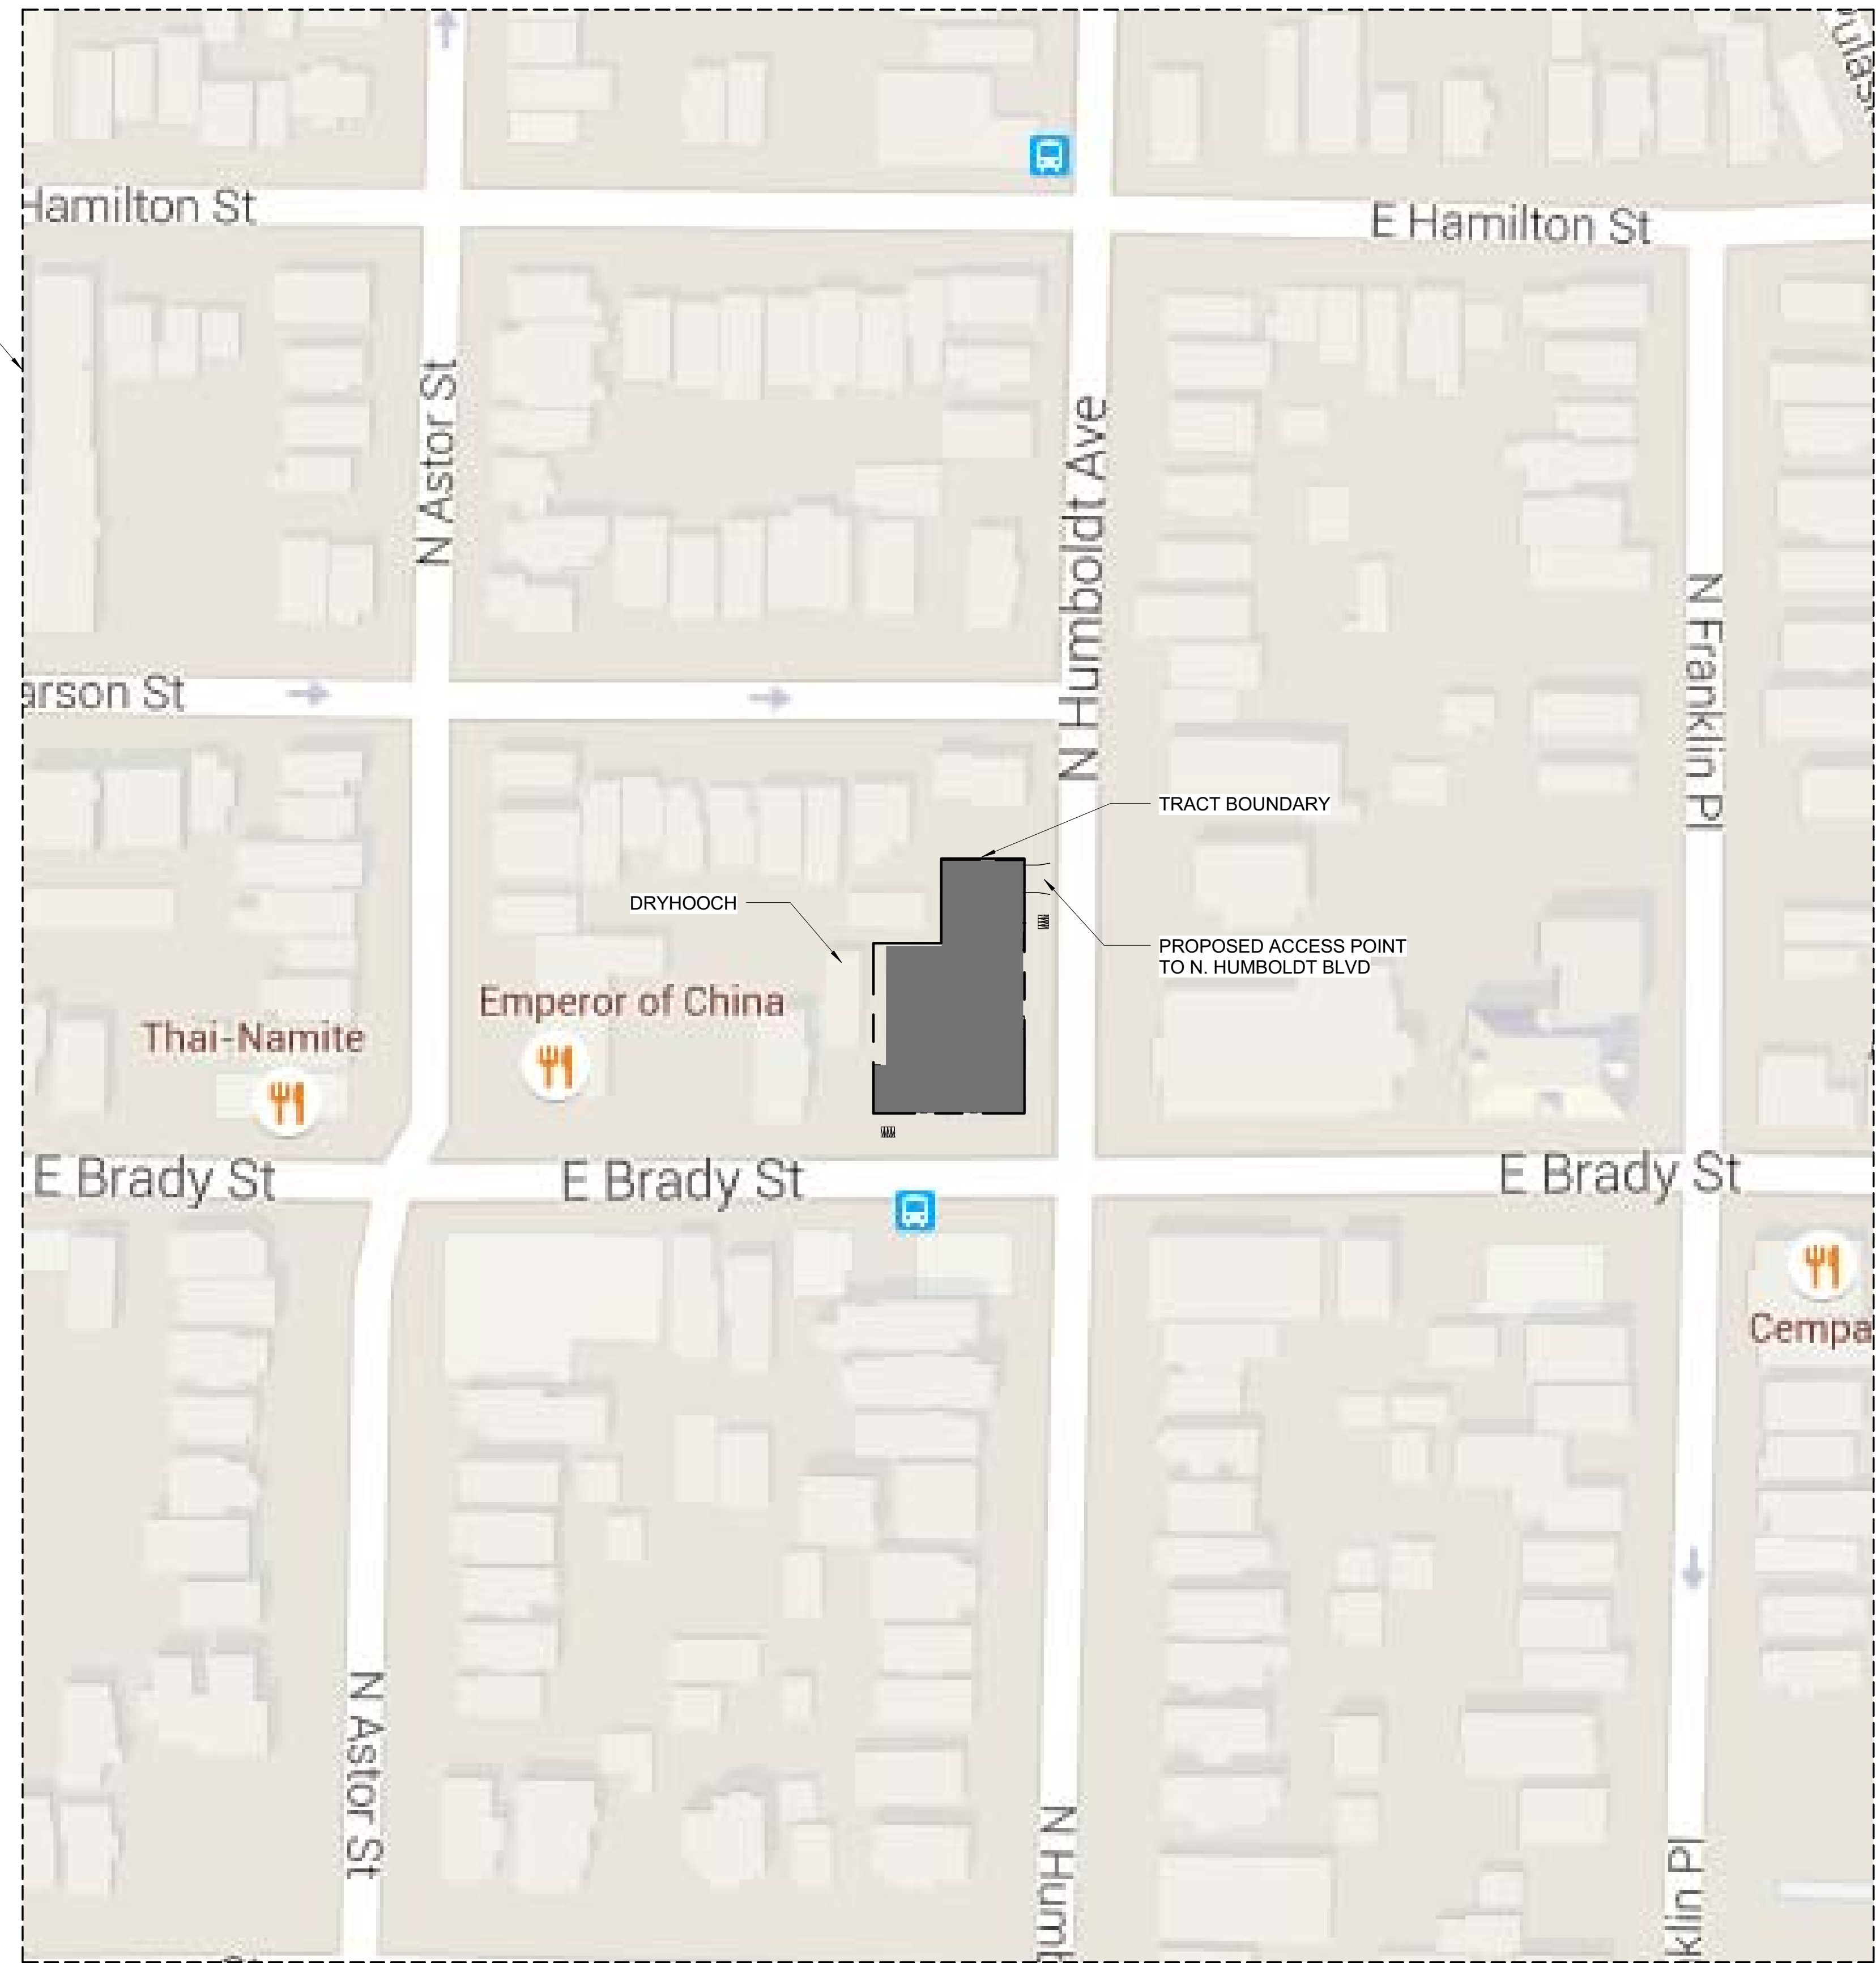 Hamilton St
E Hamilton St
N Astor St
N Humboldt Ave
N Franklin Pl
arson St
TRACT BOUNDARY
DRYHOOCH
PROPOSED ACCESS POINT
TO N. HUMBOLDT BLVD
Emperor of China
Thai-Namite
E Brady St
E Brady St
E Brady St
Cempa
N Astor St
N Humb
klin Pl